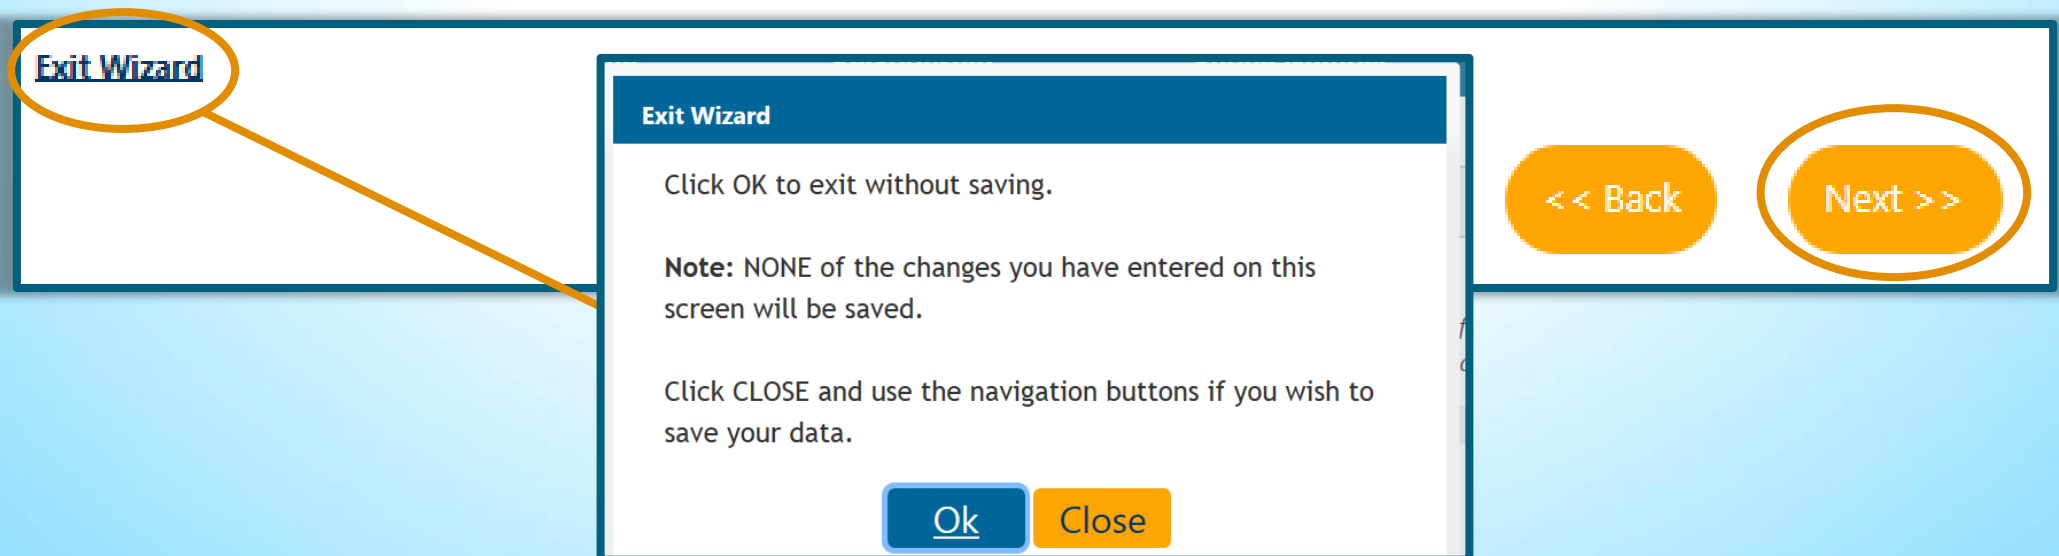 Exit Wizard
Exit Wizard
Click OK to exit without saving.
Note: NONE of the changes you have entered on this
screen will be saved.
Click CLOSE and use the navigation buttons if you wish to
save your data.
Ok
Close
<< Back
Next >>